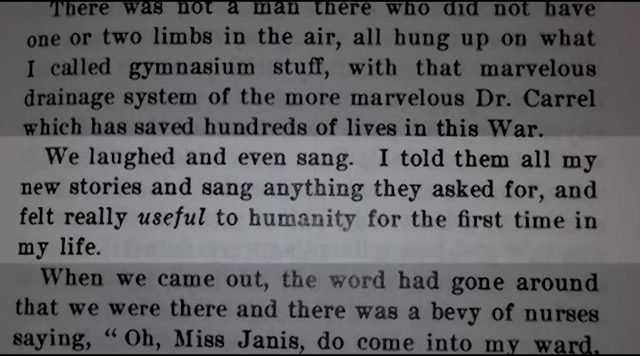 There was not a man there who did not have
one or two limbs in the air, all hung up on what
I called gymnasium stuff, with that marvelous
drainage system of the more marvelous Dr. Carrel
which has saved hundreds of lives in this War.
We laughed and even sang. I told them all my
new stories and sang anything they asked for, and
felt really useful to humanity for the first time in
my life.
When we came out, the word had gone around
that we were there and there was a bevy of nurses
saying, “Oh, Miss Janis, do come into my ward,